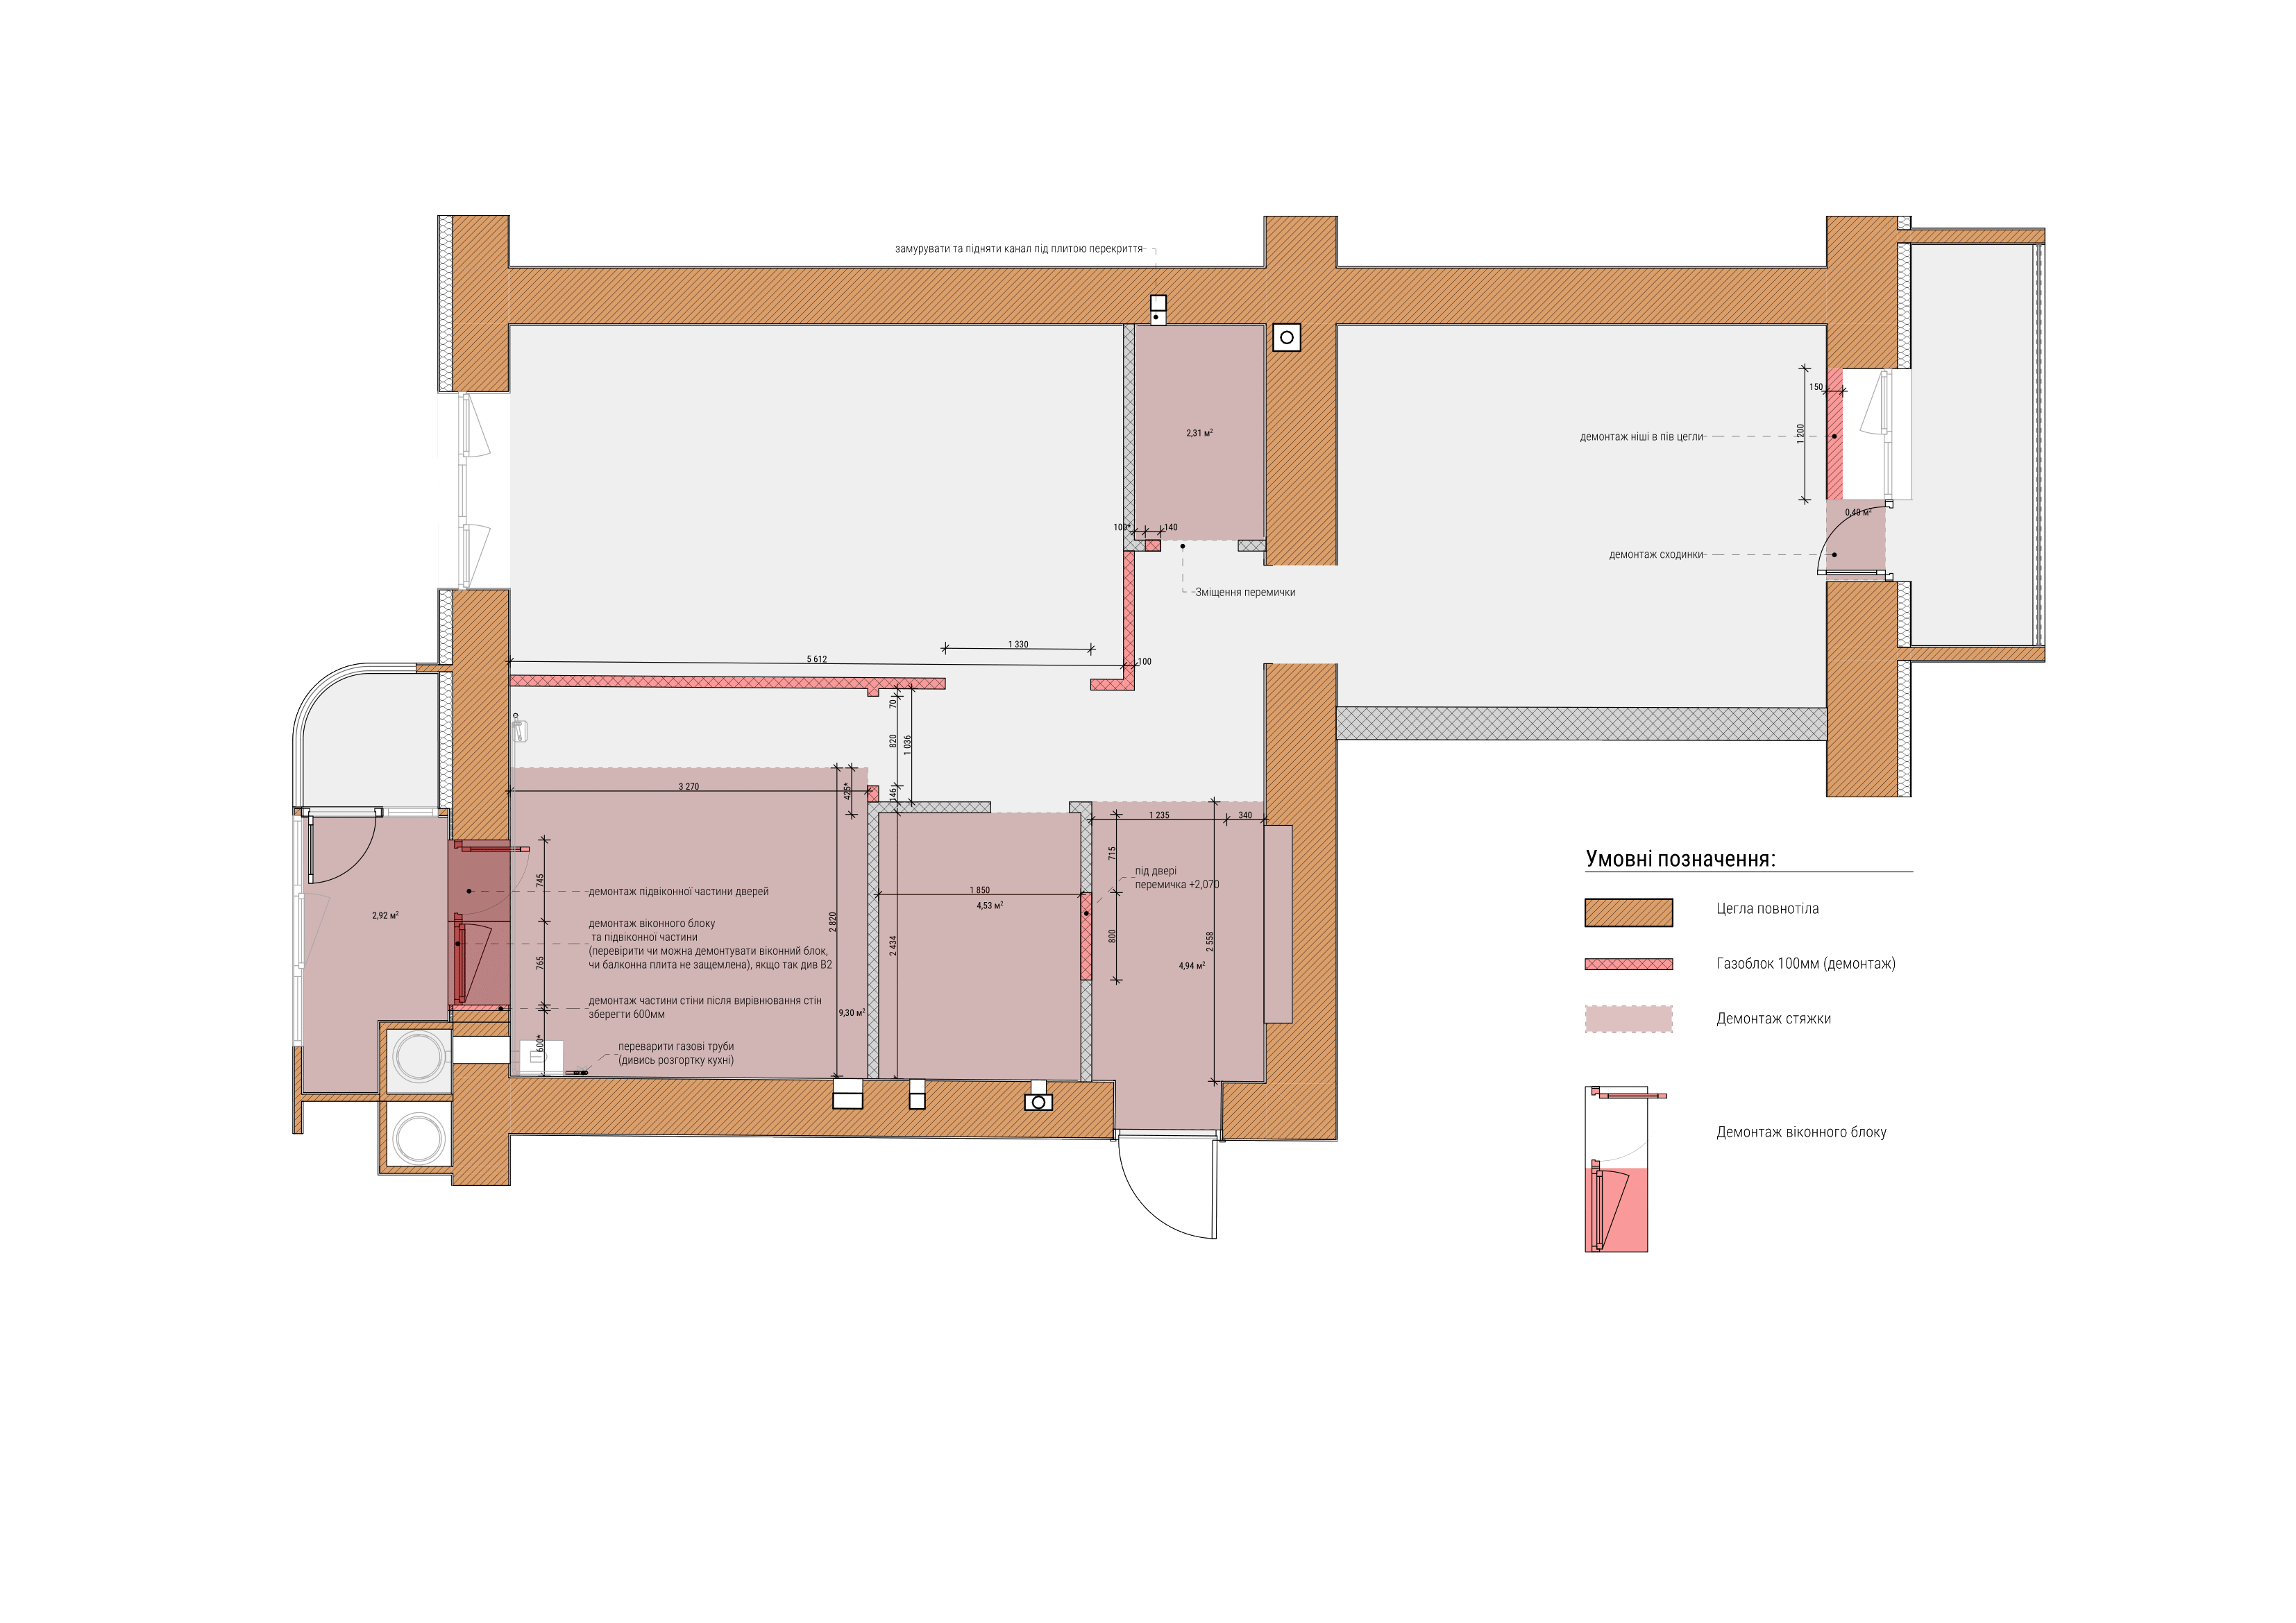 замурувати та підняти канал під плитою перекриття
2,31 м²
150
1 200
демонтаж ніші в пів цегли
0,40 м²
демонтаж сходинки
100*
140
Зміщення перемички
1 330
5 612
100
70
820
1 036
146
425*
3 270
1 235
340
715
під двері
перемичка +2,070
800
2 558
4,94 м²
1 850
4,53 м²
2 434
2 820
9,30 м²
745
765
600*
2,92 м²
демонтаж підвіконної частини дверей
демонтаж віконного блоку
та підвіконної частини
(перевірити чи можна демонтувати віконний блок,
чи балконна плита не защемлена), якщо так див В2
демонтаж частини стіни після вирівнювання стін
зберегти 600мм
переварити газові труби
(дивись розгортку кухні)
Умовні позначення:
Цегла повнотіла
Газоблок 100мм (демонтаж)
Демонтаж стяжки
Демонтаж віконного блоку